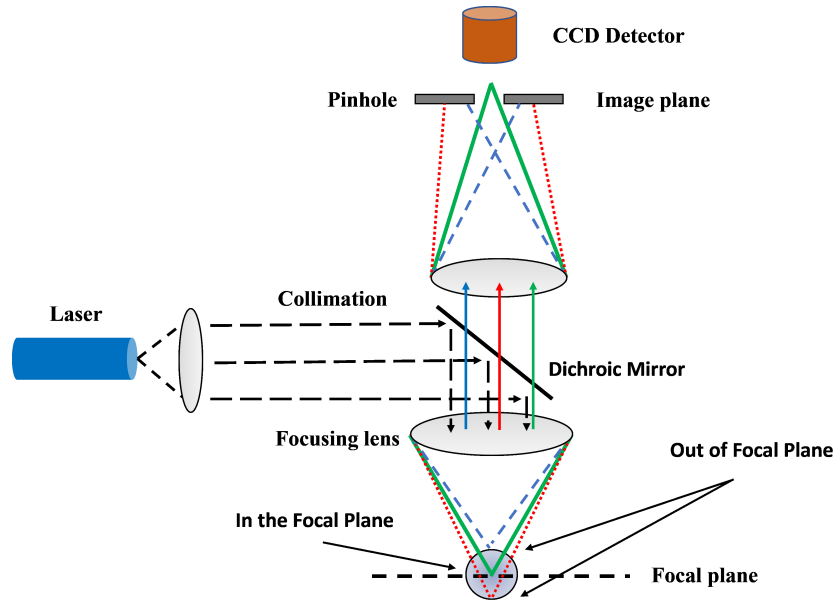 CCD Detector
Pinhole
Image plane
Collimation
Laser
Dichroic Mirror
Focusing lens
Out of Focal Plane
In the Focal Plane
Focal plane